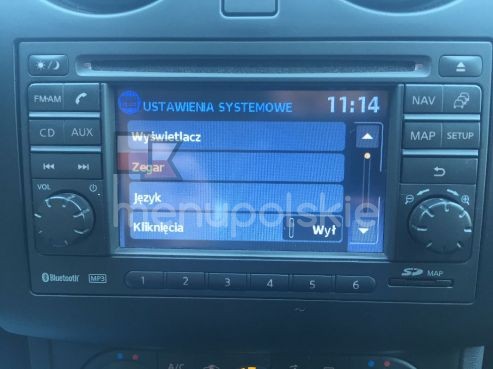 FM•AM
CD AUX
VOL
Bluetooth MP3
USTAWIENIA SYSTEMOWE 11:14
Wyświetlacz
Zegar
Język
Kliknięcia Wył
menupolskie
NAV
MAP SETUP
SD MAP
1 2 3 4 5 6
A/C